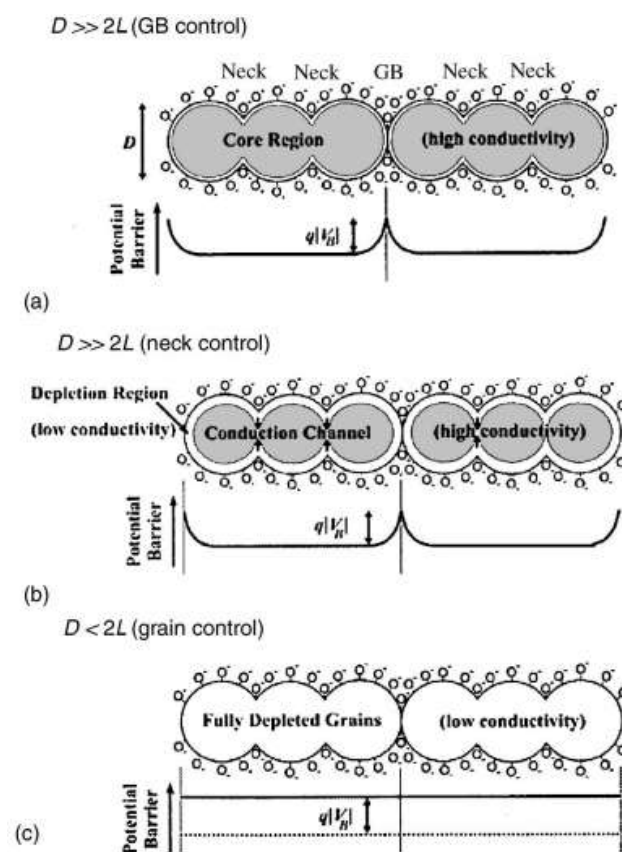 D >> 2L (GB control)
Neck Neck GB Neck Neck
D
Core Region (high conductivity)
Potential
Barrier
q|V_B|
(a)
D >> 2L (neck control)
Depletion Region
(low conductivity)
Conduction Channel (high conductivity)
Potential
Barrier
q|V_B|
(b)
D < 2L (grain control)
Fully Depleted Grains (low conductivity)
Potential
Barrier
q|V_B|
(c)